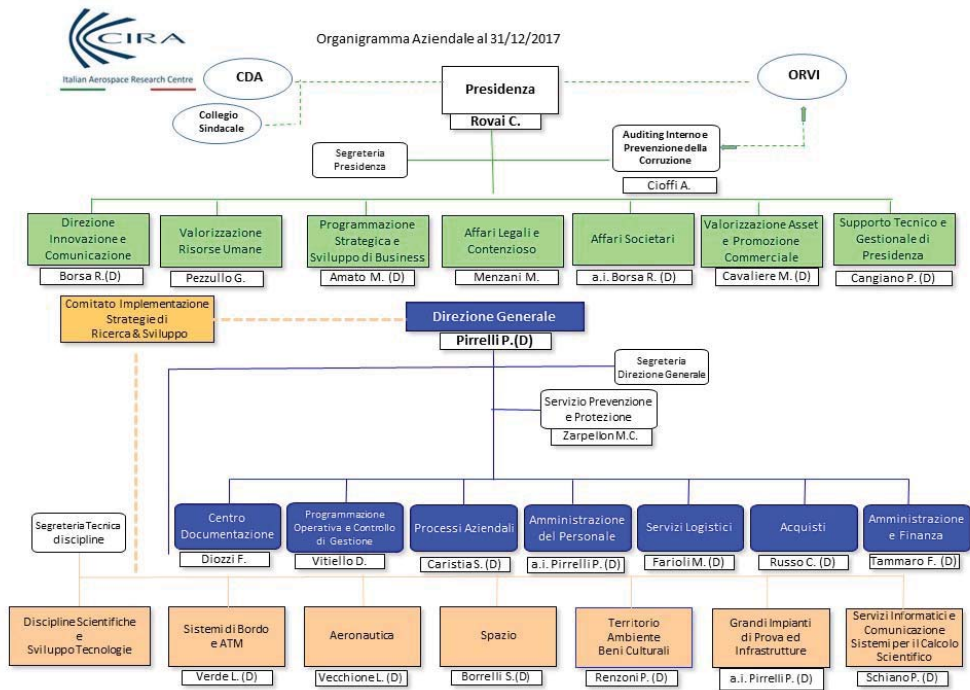 CIRA
Italian Aerospace Research Centre
Organigramma Aziendale al 31/12/2017
CDA
Collegio
Sindacale
Presidenza
Rovai C.
ORVI
Segreteria
Presidenza
Auditing Interno e
Prevenzione della
Corruzione
Cioffi A.
Direzione
Innovazione e
Comunicazione
Borsa R.(D)
Valorizzazione
Risorse Umane
Pezzullo G.
Programmazione
Strategica e
Sviluppo di Business
Amato M. (D)
Affari Legali e
Contenzioso
Menzani M.
Affari Societari
a.i. Borsa R. (D)
Valorizzazione Asset
e Promozione
Commerciale
Cavaliere M. (D)
Supporto Tecnico e
Gestionale di
Presidenza
Cangiano P. (D)
Comitato Implementazione
Strategie di
Ricerca & Sviluppo
Direzione Generale
Pirrelli P.(D)
Segreteria
Direzione Generale
Servizio Prevenzione
e Protezione
Zarpellon M.C.
Segreteria Tecnica
discipline
Centro
Documentazione
Diozzi F.
Programmazione
Operativa e Controllo
di Gestione
Vitiello D.
Processi Aziendali
Caristia S. (D)
Amministrazione
del Personale
a.i. Pirrelli P. (D)
Servizi Logistici
Farioli M. (D)
Acquisti
Russo C. (D)
Amministrazione
e Finanza
Tammaro F. (D)
Discipline Scientifiche
e
Sviluppo Tecnologie
Sistemi di Bordo
e ATM
Verde L. (D)
Aeronautica
Vecchione L. (D)
Spazio
Borrelli S.(D)
Territorio
Ambiente
Beni Culturali
Renzoni P. (D)
Grandi Impianti
di Prova ed
Infrastrutture
a.i. Pirrelli P. (D)
Servizi Informatici e
Comunicazione
Sistemi per il Calcolo
Scientifico
Schiano P. (D)